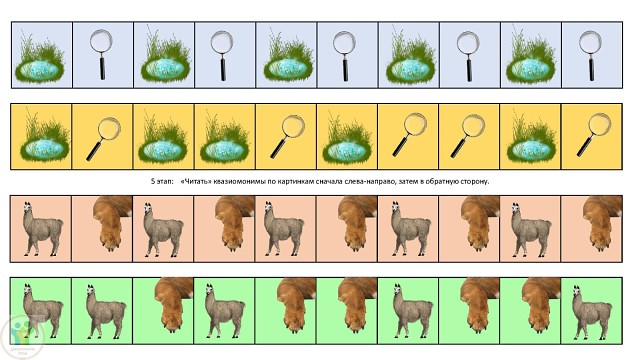 5 этап: «Читать» квазиомонимы по картинкам сначала слева-направо, затем в обратную сторону.